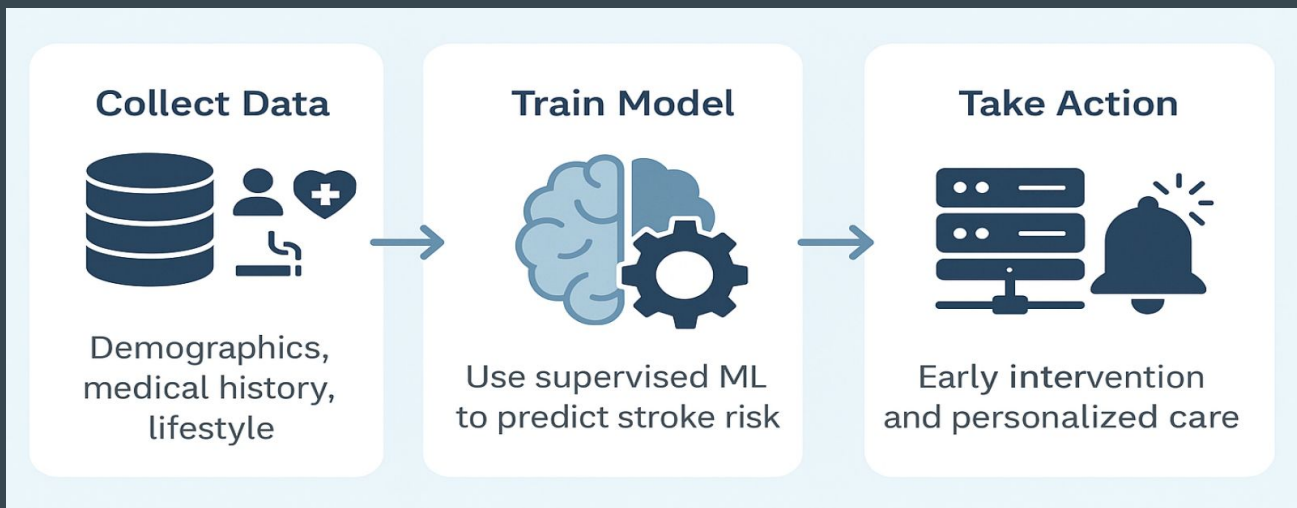 Collect Data
Demographics,
medical history,
lifestyle
Train Model
Use supervised ML
to predict stroke risk
Take Action
Early intervention
and personalized care